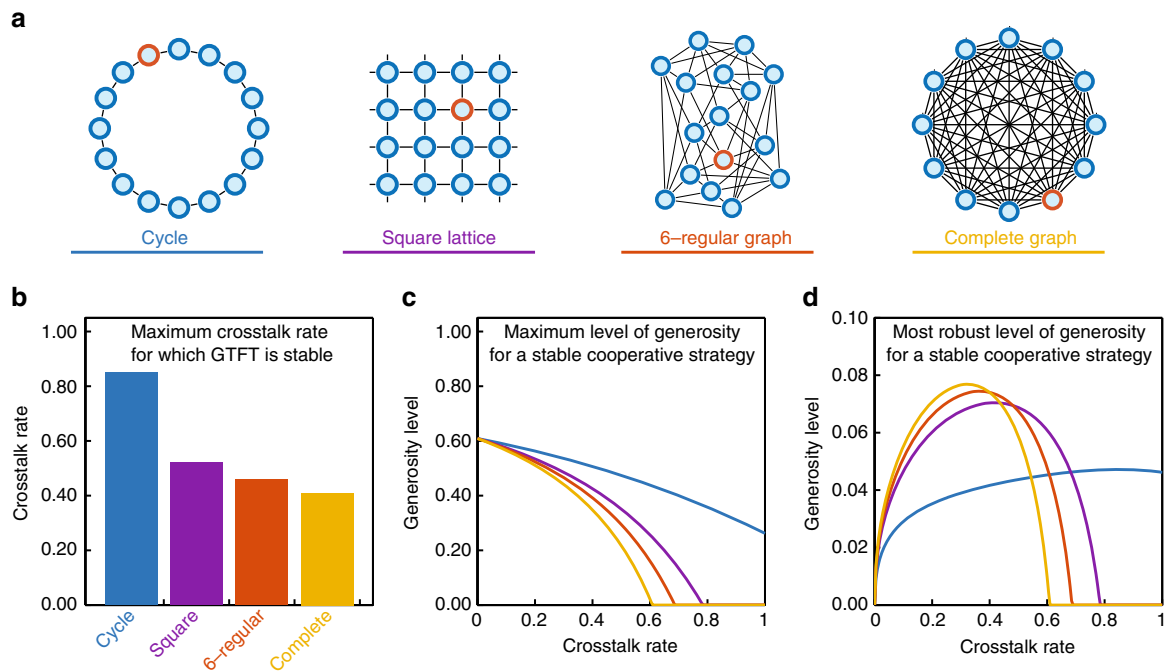 a
Cycle
Square lattice
6–regular graph
Complete graph
b
Maximum crosstalk rate
for which GTFT is stable
1.00
0.80
0.60
0.40
0.20
0.00
Crosstalk rate
Cycle
Square
6–regular
Complete
c
Maximum level of generosity
for a stable cooperative strategy
1.00
0.80
0.60
0.40
0.20
0.00
Generosity level
0
0.2
0.4
0.6
0.8
1
Crosstalk rate
d
Most robust level of generosity
for a stable cooperative strategy
0.10
0.08
0.06
0.04
0.02
0.00
Generosity level
0
0.2
0.4
0.6
0.8
1
Crosstalk rate